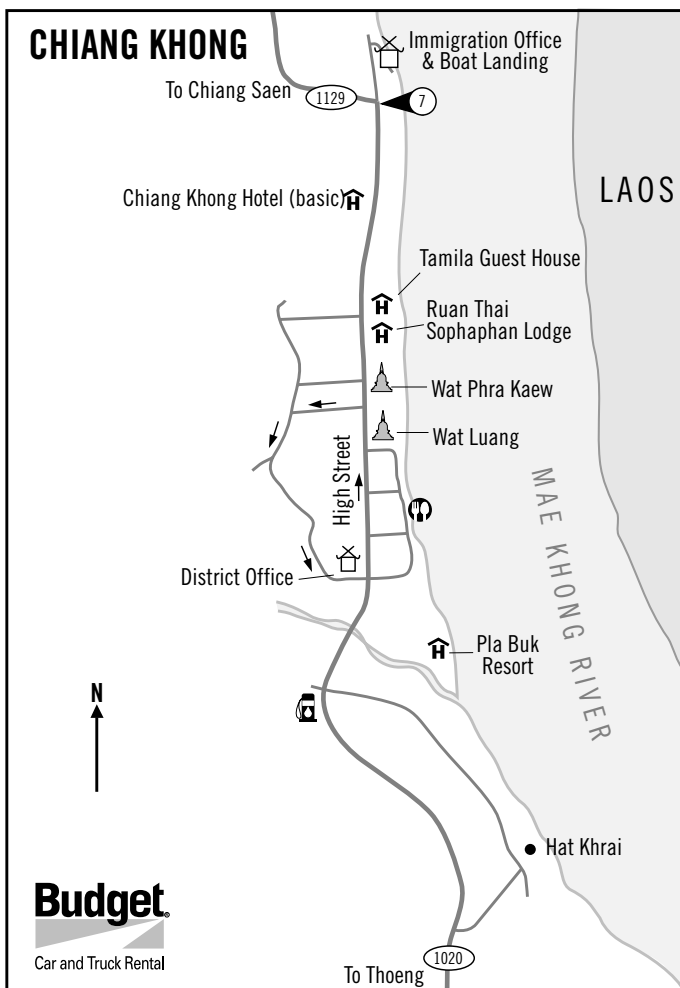 CHIANG KHONG
Immigration Office
& Boat Landing
To Chiang Saen
1129
7
LAOS
Chiang Khong Hotel (basic)
H
Tamila Guest House
H
Ruan Thai
Sophaphan Lodge
H
Wat Phra Kaew
Wat Luang
High Street
MAE KHONG RIVER
District Office
Pla Buk
Resort
H
N
Hat Khrai
Budget®
Car and Truck Rental
1020
To Thoeng